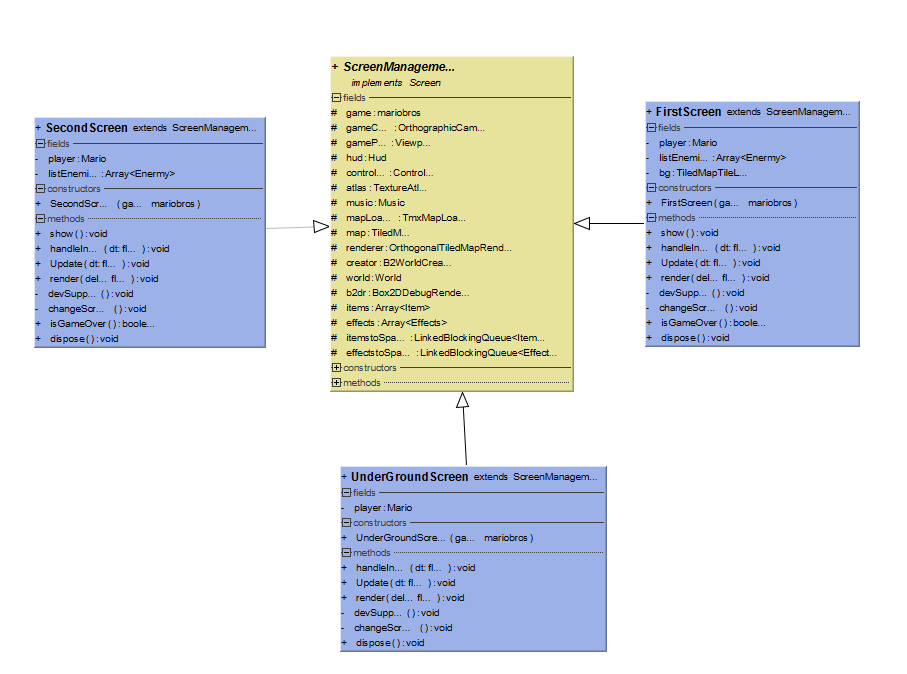 + ScreenManageme...
implements Screen
fields
# game : mariobros
# gameC... : OrthographicCam...
# gameP... : Viewp...
# hud : Hud
# control... : Control...
# atlas : TextureAtl...
# music : Music
# mapLoa... : TmxMapLoa...
# map : TiledM...
# renderer : OrthogonalTiledMapRend...
# creator : B2WorldCrea...
# world : World
# b2dr : Box2DDebugRende...
# items : Array<Item>
# effects : Array<Effects>
# itemstoSpa... : LinkedBlockingQueue<Item...
# effectstoSpa... : LinkedBlockingQueue<Effect...
constructors
methods
+ SecondScreen extends ScreenManagem...
fields
- player : Mario
- listEnemi... : Array<Enermy>
constructors
+ SecondScr... ( ga... mariobros )
methods
+ show ( ) : void
+ handleIn... ( dt: fl... ) : void
+ Update ( dt: fl... ) : void
+ render ( del... fl... ) : void
- devSupp... ( ) : void
- changeScr... ( ) : void
+ isGameOver ( ) : boole...
+ dispose ( ) : void
+ FirstScreen extends ScreenManagem...
fields
- player : Mario
- listEnemi... : Array<Enermy>
- bg : TiledMapTileL...
constructors
+ FirstScreen ( ga... mariobros )
methods
+ show ( ) : void
+ handleIn... ( dt: fl... ) : void
+ Update ( dt: fl... ) : void
+ render ( del... fl... ) : void
- devSupp... ( ) : void
- changeScr... ( ) : void
+ isGameOver ( ) : boole...
+ dispose ( ) : void
+ UnderGroundScreen extends ScreenManagem...
fields
- player : Mario
constructors
+ UnderGroundScre... ( ga... mariobros )
methods
+ handleIn... ( dt: fl... ) : void
+ Update ( dt: fl... ) : void
+ render ( del... fl... ) : void
- devSupp... ( ) : void
- changeScr... ( ) : void
+ dispose ( ) : void